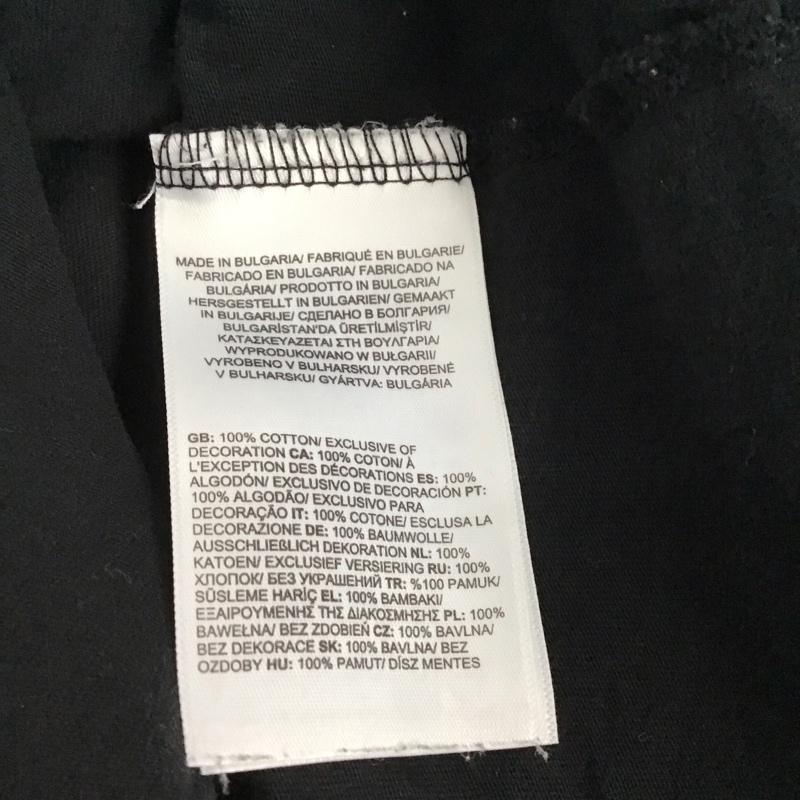 MADE IN BULGARIA/ FABRIQUÉ EN BULGARIE/
FABRICADO EN BULGARIA/ FABRICADO NA
BULGÁRIA/ PRODOTTO IN BULGARIA/
HERSGESTELLT IN BULGARIEN/ GEMAAKT
IN BULGARIJE/ СДЕЛАНО В БОЛГАРИЯ/
BULGARİSTAN'DA ÜRETİLMİŞTİR/
ΚΑΤΑΣΚΕΥΑΖΕΤΑΙ ΣΤΗ ΒΟΥΛΓΑΡΙΑ/
WYPRODUKOWANO W BUŁGARII/
VYROBENO V BULHARSKU/ VYROBENÉ
V BULHARSKU/ GYÁRTVA: BULGÁRIA
GB: 100% COTTON/ EXCLUSIVE OF
DECORATION CA: 100% COTON/ À
L'EXCEPTION DES DÉCORATIONS ES: 100%
ALGODÓN/ EXCLUSIVO DE DECORACIÓN PT:
100% ALGODÃO/ EXCLUSIVO PARA
DECORAÇÃO IT: 100% COTONE/ ESCLUSA LA
DECORAZIONE DE: 100% BAUMWOLLE/
AUSSCHLIEßLICH DEKORATION NL: 100%
KATOEN/ EXCLUSIEF VERSIERING RU: 100%
ХЛОПОК/ БЕЗ УКРАШЕНИЙ TR: %100 PAMUK/
SÜSLEME HARİÇ EL: 100% ΒΑΜΒΑΚΙ/
ΕΞΑΙΡΟΥΜΕΝΗΣ ΤΗΣ ΔΙΑΚΟΣΜΗΣΗΣ PL: 100%
BAWEŁNA/ BEZ ZDOBIEŃ CZ: 100% BAVLNA/
BEZ DEKORACE SK: 100% BAVLNA/ BEZ
OZDOBY HU: 100% PAMUT/ DÍSZ MENTES